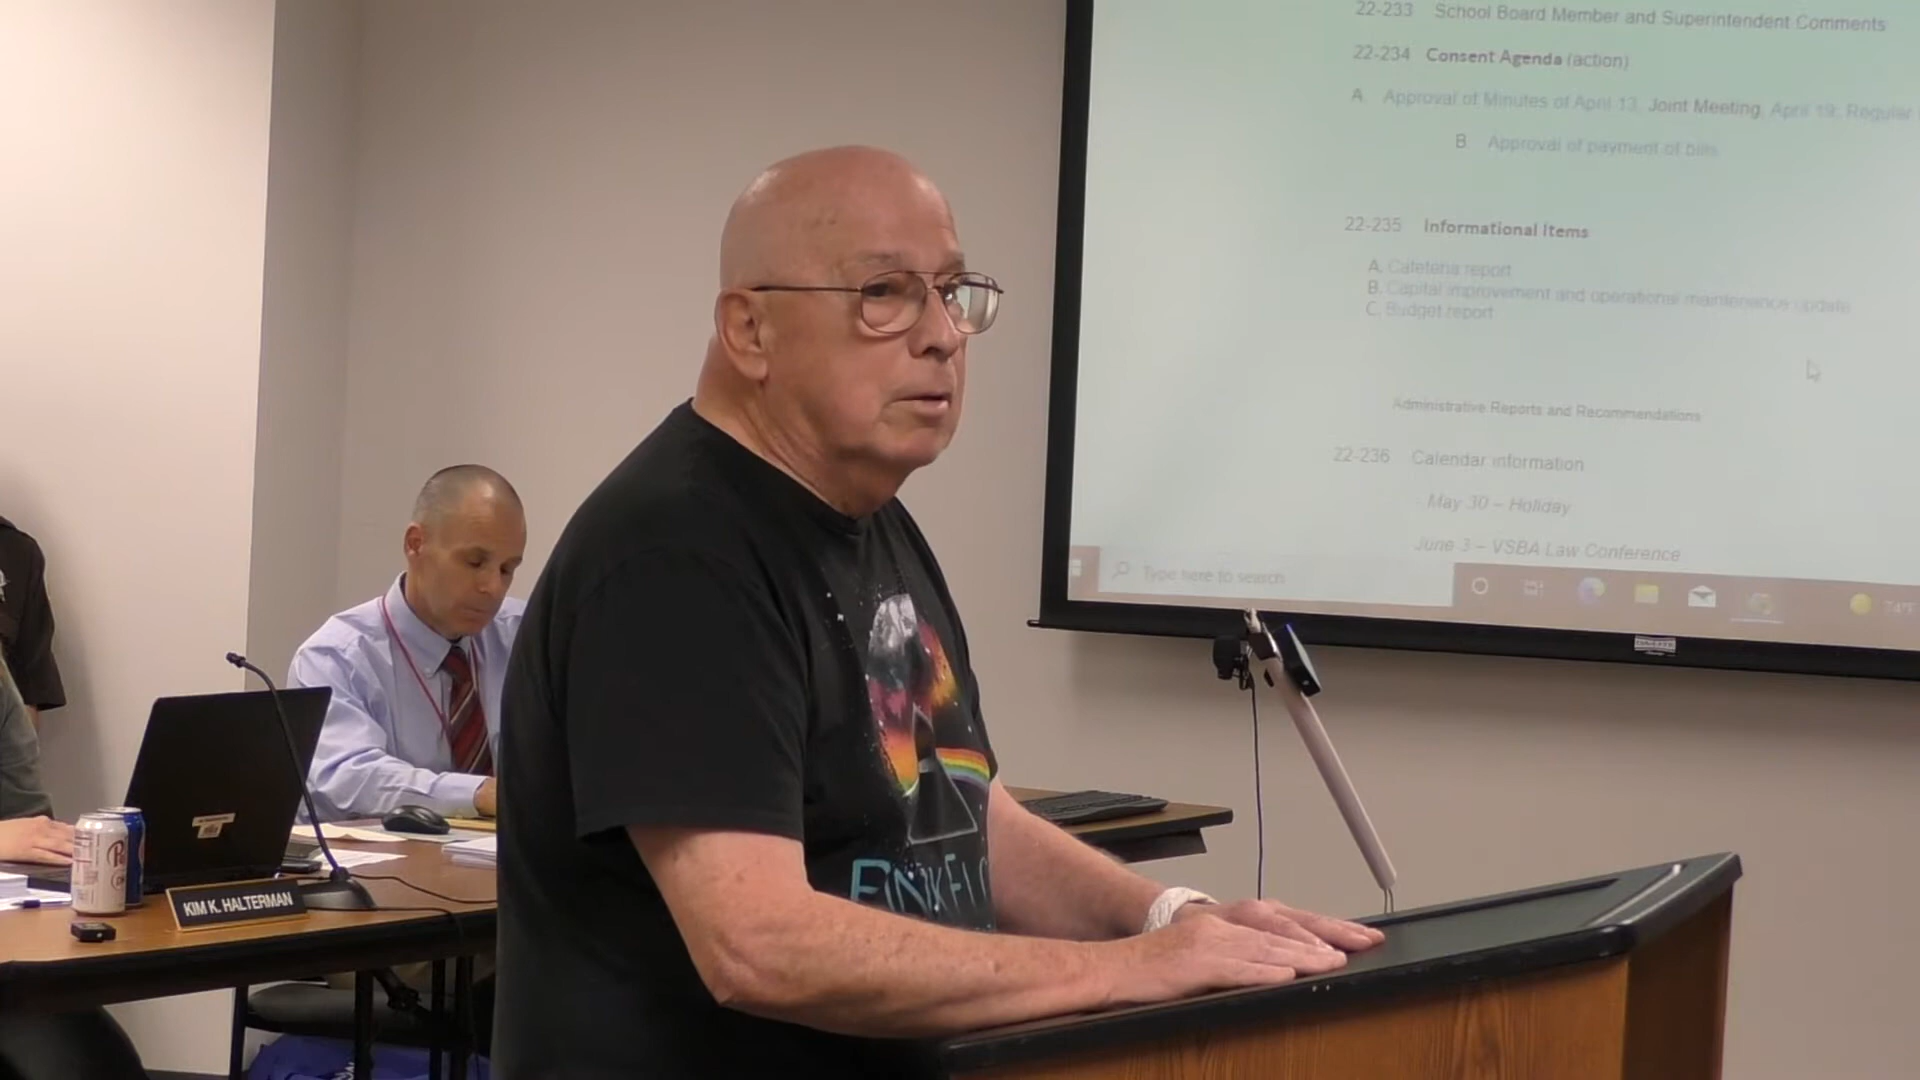 22-233 School Board Member and Superintendent Comments
22-234 Consent Agenda (action)
A. Approval of Minutes of April 13, Joint Meeting, April 19, Regular
B. Approval of payment of bills
22-235 Informational Items
A. Cafeteria report
B. Capital improvement and operational maintenance update
C. Budget report
Administrative Reports and Recommendations
22-236 Calendar information
May 30 – Holiday
June 3 – VSBA Law Conference
Type here to search
74°F
PINK FLO
KIM K. HALTERMAN